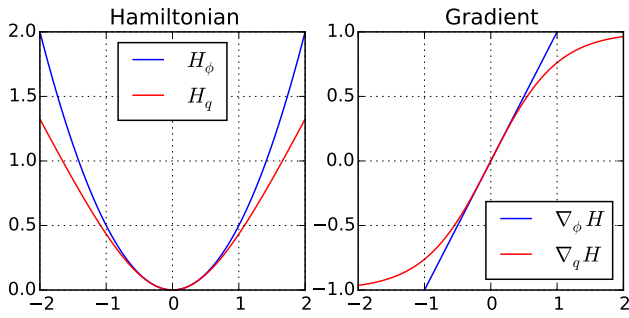 Hamiltonian
2.0
1.5
1.0
0.5
0.0
−2 −1 0 1 2
H_ϕ
H_q
Gradient
1.0
0.5
0.0
−0.5
−1.0
−2 −1 0 1 2
∇_ϕ H
∇_q H